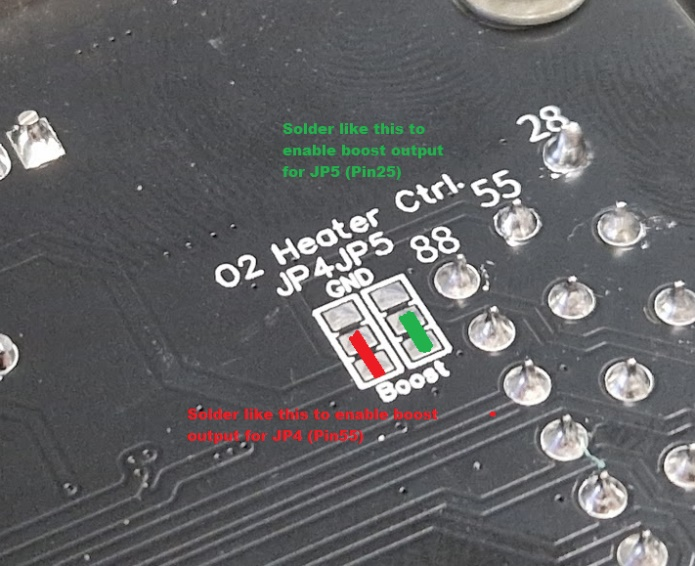 Solder like this to
enable boost output
for JP5 (Pin25)
28
55
O2 Heater Ctrl.
JP4JP5
88
GND
Boost
Solder like this to enable boost
output for JP4 (Pin55)